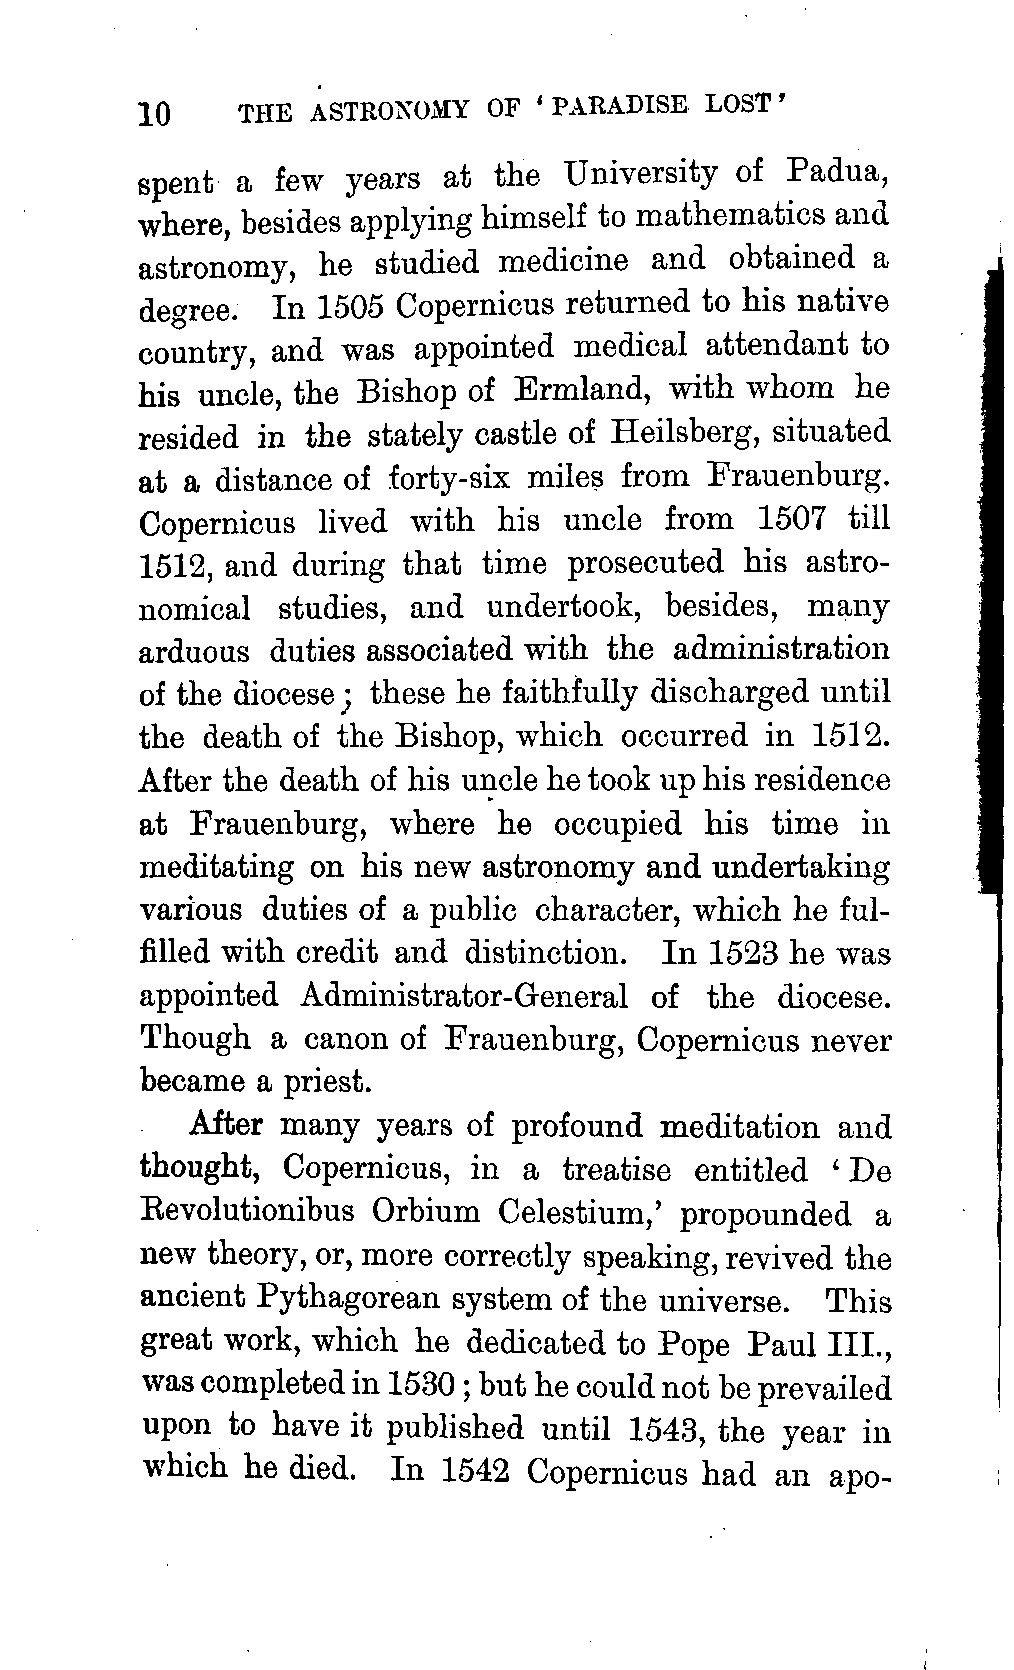 10 THE ASTRONOMY OF ‘PARADISE LOST’
spent a few years at the University of Padua,
where, besides applying himself to mathematics and
astronomy, he studied medicine and obtained a
degree. In 1505 Copernicus returned to his native
country, and was appointed medical attendant to
his uncle, the Bishop of Ermland, with whom he
resided in the stately castle of Heilsberg, situated
at a distance of forty-six miles from Frauenburg.
Copernicus lived with his uncle from 1507 till
1512, and during that time prosecuted his astro-
nomical studies, and undertook, besides, many
arduous duties associated with the administration
of the diocese; these he faithfully discharged until
the death of the Bishop, which occurred in 1512.
After the death of his uncle he took up his residence
at Frauenburg, where he occupied his time in
meditating on his new astronomy and undertaking
various duties of a public character, which he ful-
filled with credit and distinction. In 1523 he was
appointed Administrator-General of the diocese.
Though a canon of Frauenburg, Copernicus never
became a priest.
After many years of profound meditation and
thought, Copernicus, in a treatise entitled ‘De
Revolutionibus Orbium Celestium,’ propounded a
new theory, or, more correctly speaking, revived the
ancient Pythagorean system of the universe. This
great work, which he dedicated to Pope Paul III.,
was completed in 1530; but he could not be prevailed
upon to have it published until 1543, the year in
which he died. In 1542 Copernicus had an apo-